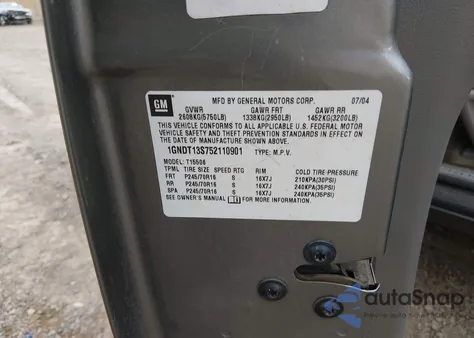 GM
MFD BY GENERAL MOTORS CORP. 07/04
GVWR GAWR FRT GAWR RR
2608KG(5750LB) 1338KG(2950LB) 1452KG(3200LB)
THIS VEHICLE CONFORMS TO ALL APPLICABLE U.S. FEDERAL MOTOR
VEHICLE SAFETY AND THEFT PREVENTION STANDARDS IN EFFECT ON
THE DATE OF MANUFACTURE SHOWN ABOVE.
1GNDT13S752110901 TYPE: M.P.V.
MODEL: T15506
TPML TIRE SIZE SPEED RTG RIM COLD TIRE-PRESSURE
FRT P245/70R16 S 16X7J 210KPA(30PSI)
RR P245/70R16 S 16X7J 240KPA(35PSI)
SPA P245/70R16 S 16X7J 240KPA(35PSI)
SEE OWNER'S MANUAL FOR MORE INFORMATION.
autoSnap